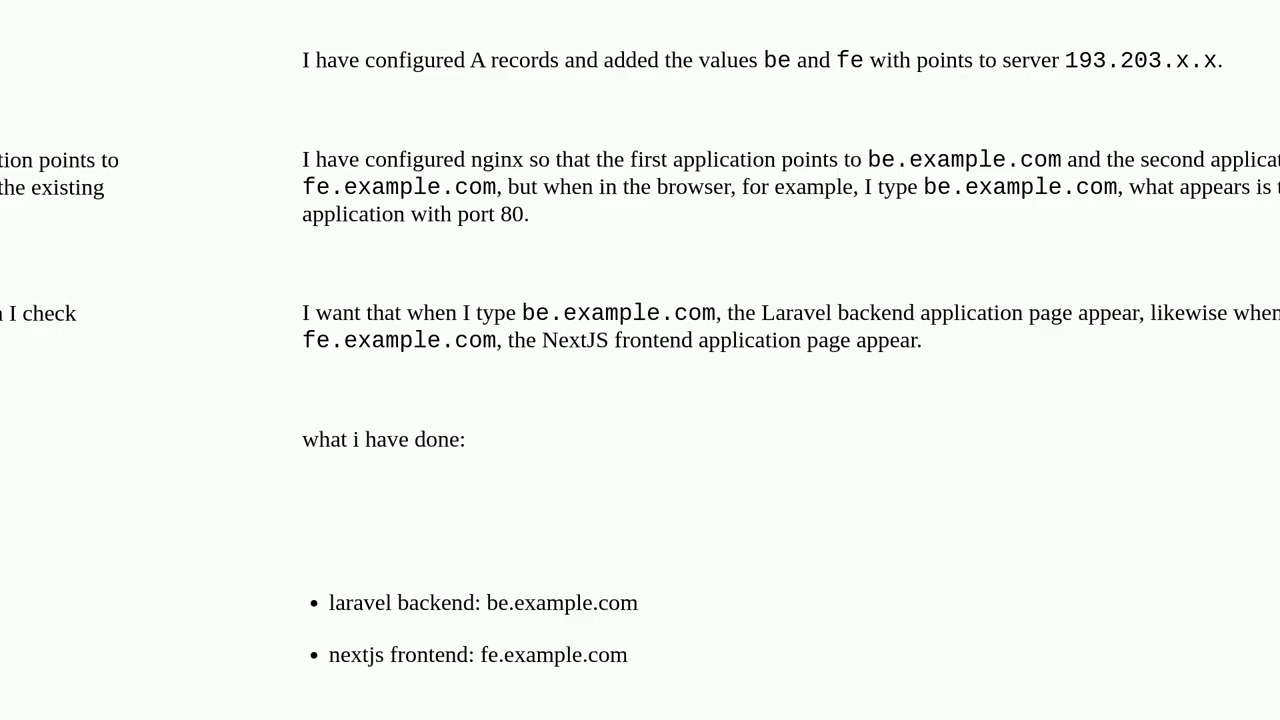 I have configured A records and added the values be and fe with points to server 193.203.x.x.
tion points to
the existing
I have configured nginx so that the first application points to be.example.com and the second
fe.example.com, but when in the browser, for example, I type be.example.com, what appears is
application with port 80.
I check
I want that when I type be.example.com, the Laravel backend application page appear, likewise when
fe.example.com, the NextJS frontend application page appear.
what i have done:
• laravel backend: be.example.com
• nextjs frontend: fe.example.com